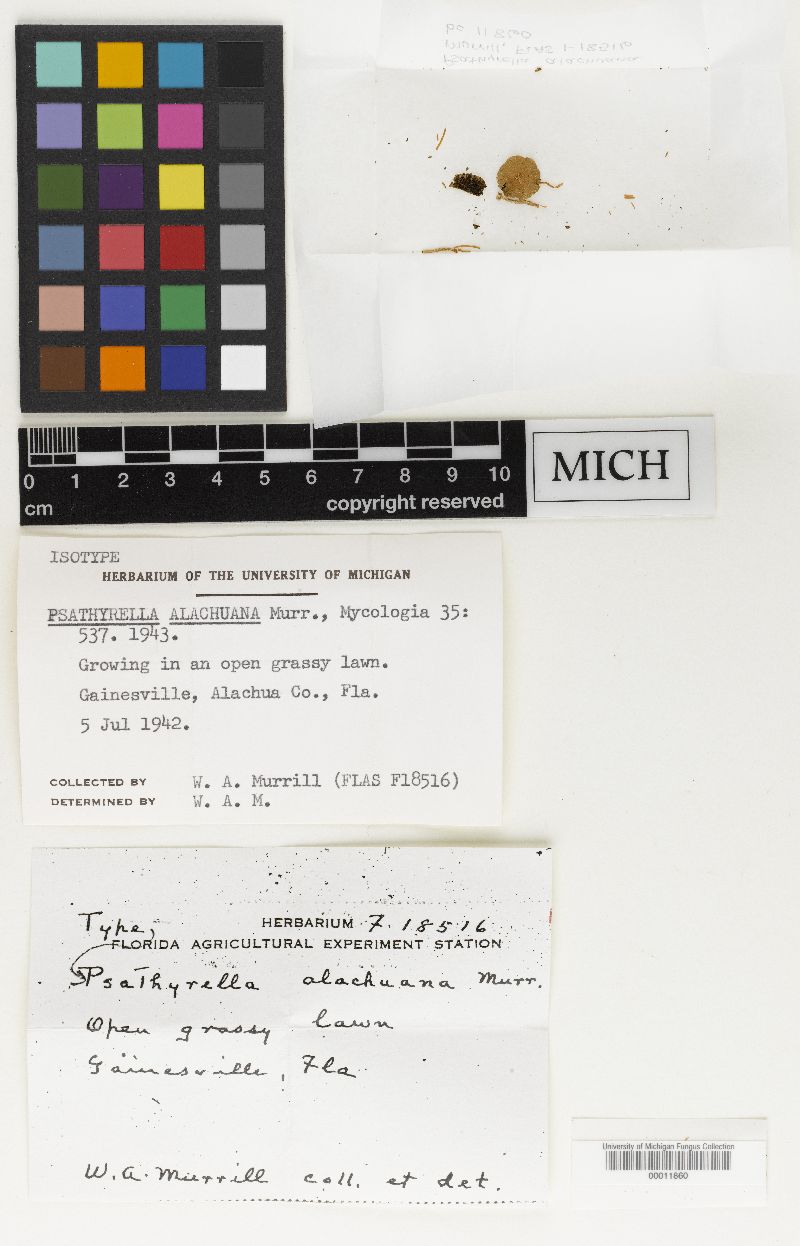 0 1 2 3 4 5 6 7 8 9 10
cm
copyright reserved
MICH
ISOTYPE
HERBARIUM OF THE UNIVERSITY OF MICHIGAN
PSATHYRELLA ALACHUANA Murr., Mycologia 35:
537. 1943.
Growing in an open grassy lawn.
Gainesville, Alachua Co., Fla.
5 Jul 1942.
COLLECTED BY W. A. Murrill (FLAS F18516)
DETERMINED BY W. A. M.
Type, HERBARIUM F. 18516
FLORIDA AGRICULTURAL EXPERIMENT STATION
Psathyrella alachuana Murr.
Open grassy lawn
Gainesville, Fla.
W. A. Murrill coll. et det.
University of Michigan Fungus Collection
00011860